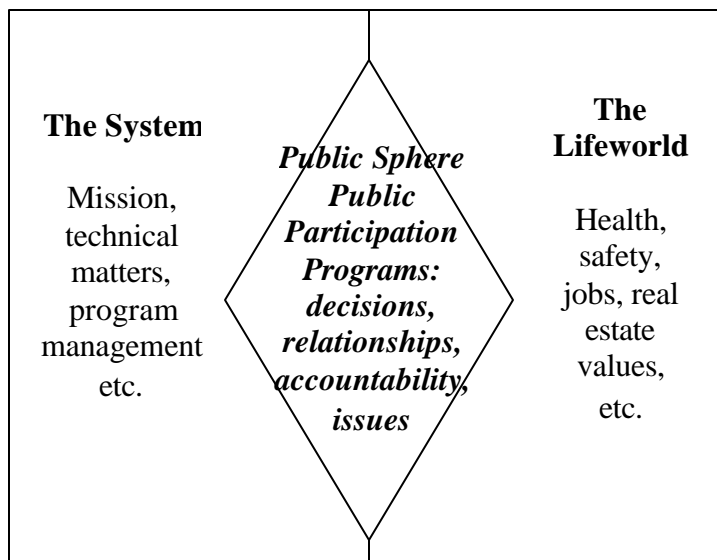 The System
Mission,
technical
matters,
program
management
etc.
Public Sphere
Public
Participation
Programs:
decisions,
relationships,
accountability,
issues
The
Lifeworld
Health,
safety,
jobs, real
estate
values,
etc.